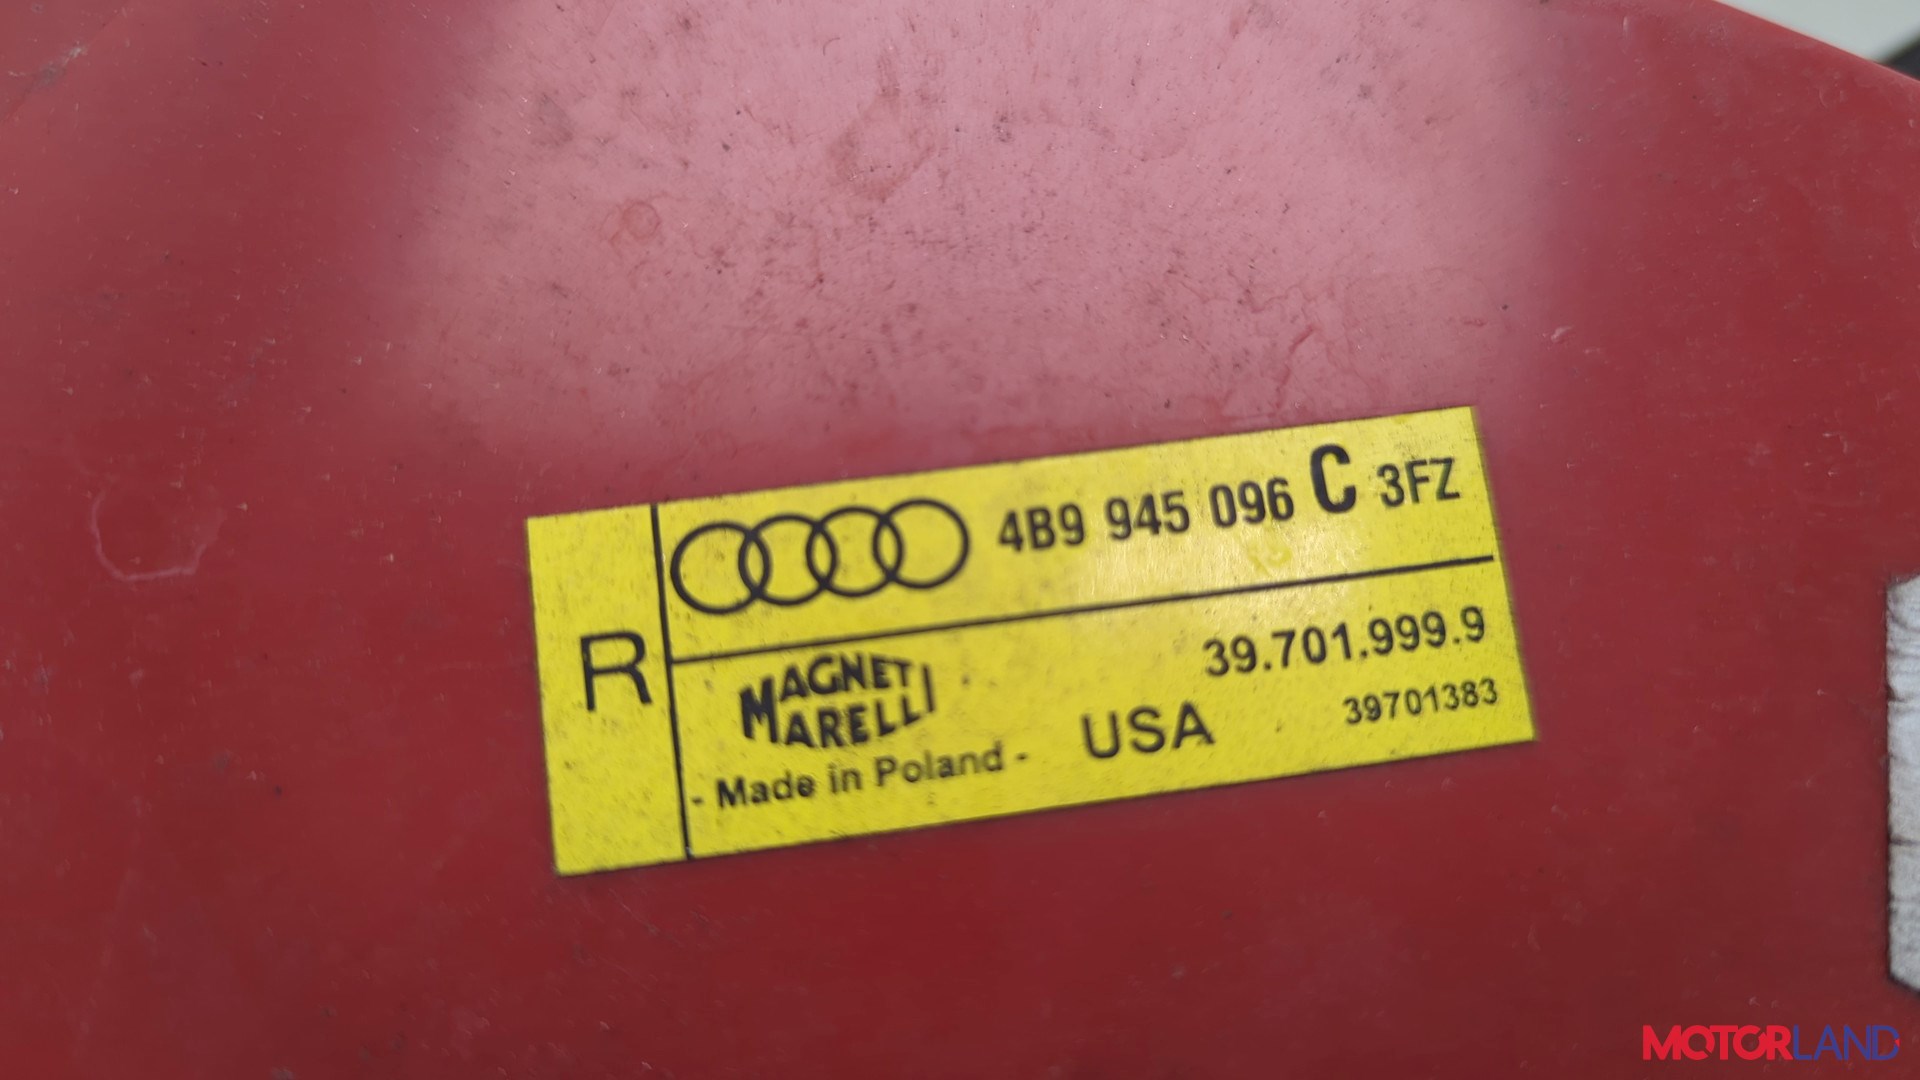 4B9 945 096 C 3FZ
R
MAGNETI
MARELLI
39.701.999.9
39701383
- Made in Poland - USA
MOTORLAND